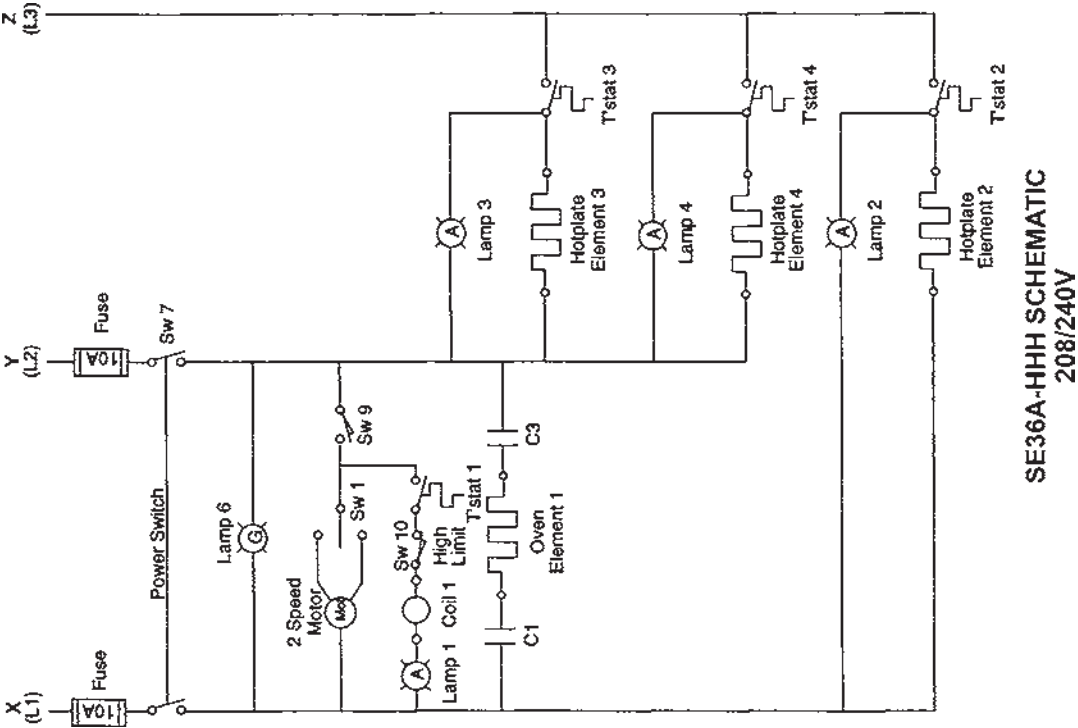 X
(L1)
Y
(L2)
Z
(L3)
Fuse
10A
Fuse
10A
Power Switch
Sw 7
Lamp 6
G
2 Speed
Motor
Mot
Sw 1
Sw 9
Lamp 1
A
Coil 1
Sw 10
High
Limit
T'stat 1
C1
Oven
Element 1
C3
A
Lamp 3
Hotplate
Element 3
T'stat 3
A
Lamp 4
Hotplate
Element 4
T'stat 4
A
Lamp 2
Hotplate
Element 2
T'stat 2
SE36A-HHH SCHEMATIC
208/240V